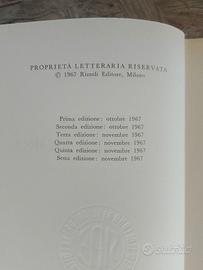 PROPRIETÀ LETTERARIA RISERVATA
© 1967 Rizzoli Editore, Milano
Prima edizione: ottobre 1967
Seconda edizione: ottobre 1967
Terza edizione: novembre 1967
Quarta edizione: novembre 1967
Quinta edizione: novembre 1967
Sesta edizione: novembre 1967
subito